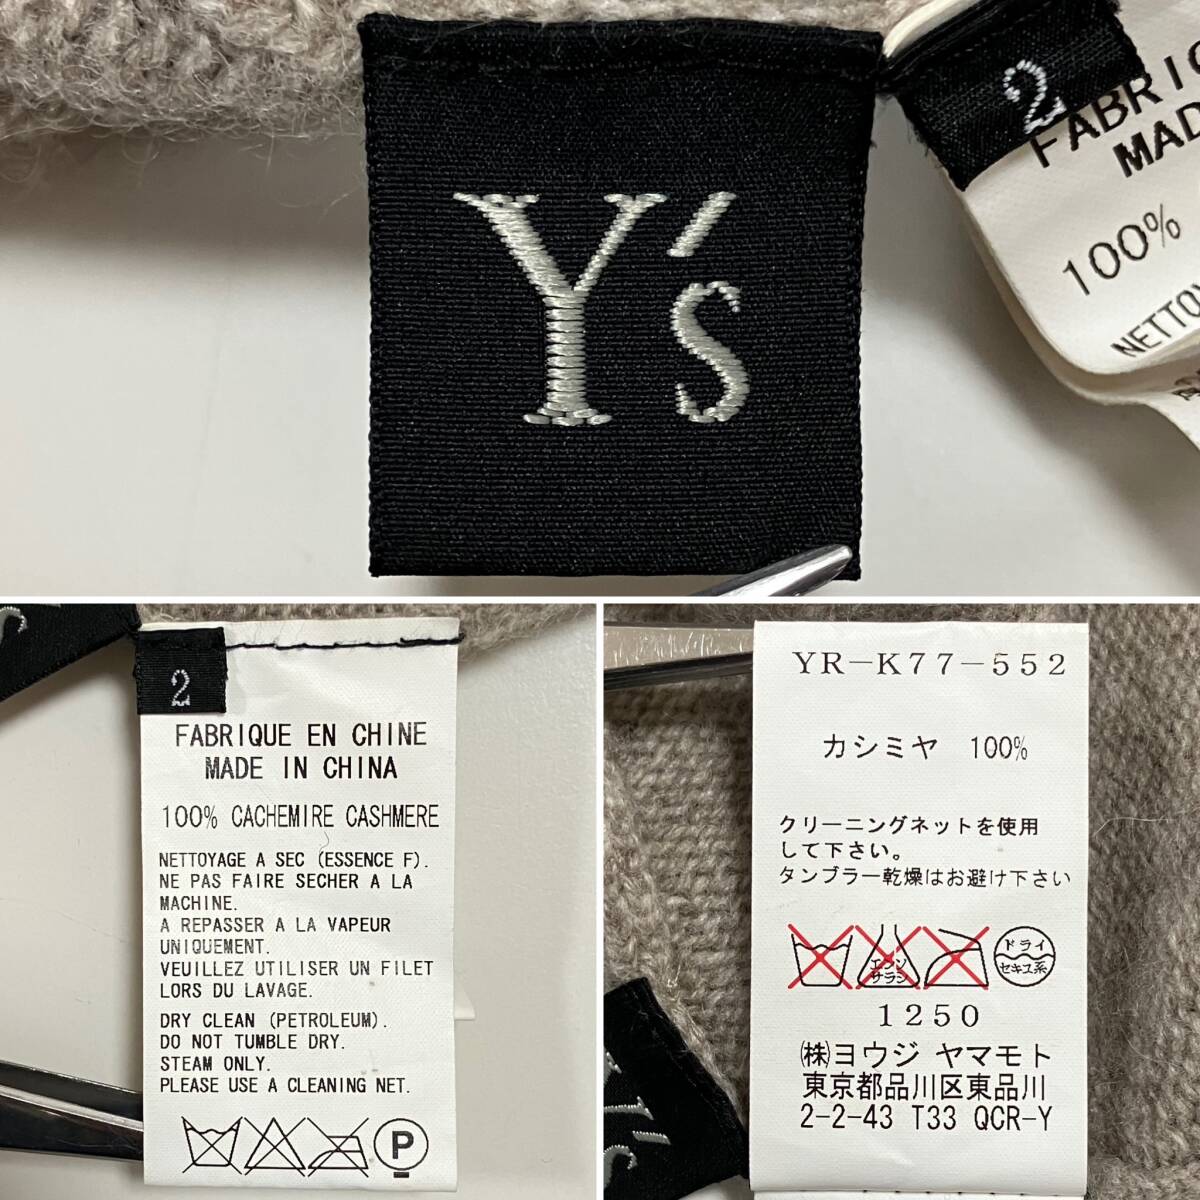 Y's
2
FABRIQ
MAD
100%
NETTOY
2
FABRIQUE EN CHINE
MADE IN CHINA
100% CACHEMIRE CASHMERE
NETTOYAGE A SEC (ESSENCE F).
NE PAS FAIRE SECHER A LA
MACHINE.
A REPASSER A LA VAPEUR
UNIQUEMENT.
VEUILLEZ UTILISER UN FILET
LORS DU LAVAGE.
DRY CLEAN (PETROLEUM).
DO NOT TUMBLE DRY.
STEAM ONLY.
PLEASE USE A CLEANING NET.
P
YR-K77-552
カシミヤ 100%
クリーニングネットを使用
して下さい。
タンブラー乾燥はお避け下さい
エンソ
サラシ
ドライ
セキユ系
1250
㈱ヨウジ ヤマモト
東京都品川区東品川
2-2-43 T33 QCR-Y